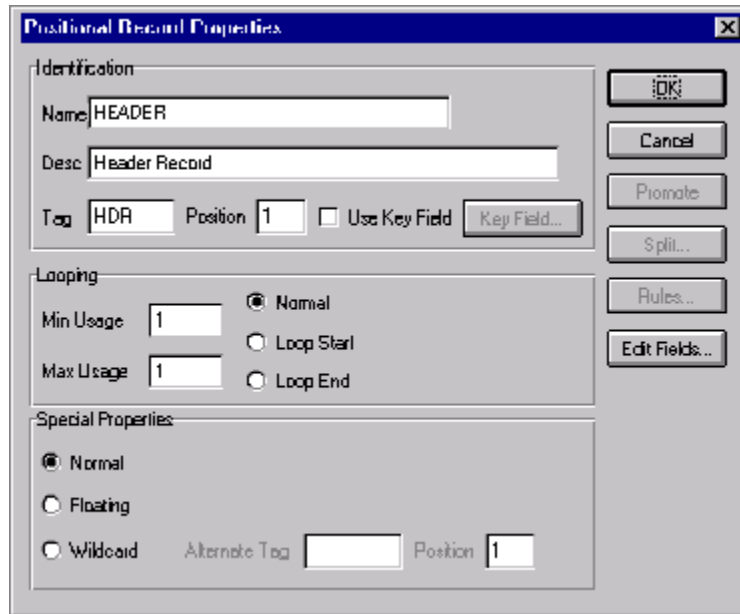 Positional Record Properties
Identification
Name HEADER
Desc Header Record
Tag HDR Position 1 Use Key Field Key Field...
Looping
Min Usage 1
Max Usage 1
Normal
Loop Start
Loop End
Special Properties
Normal
Floating
Wildcard Alternate Tag Position 1
OK
Cancel
Promote
Split...
Rules...
Edit Fields...